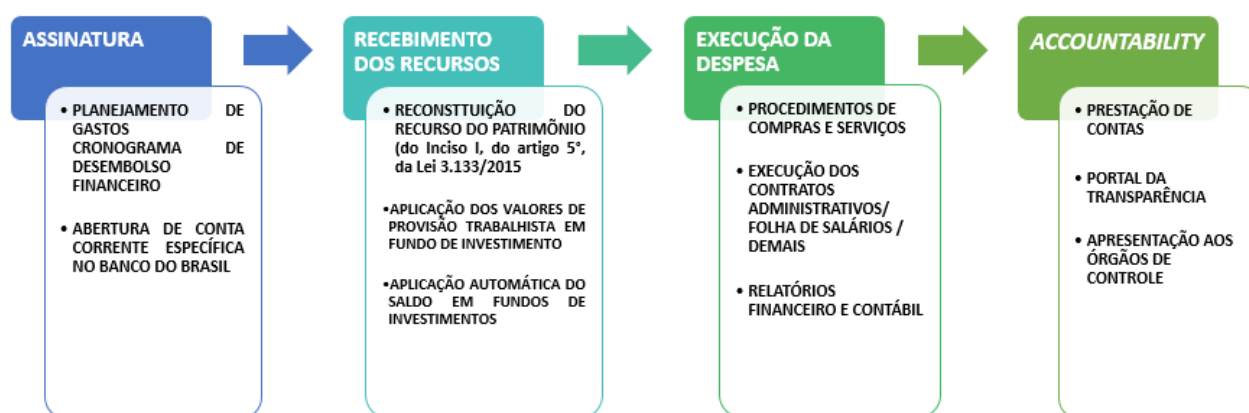 ASSINATURA
• PLANEJAMENTO DE
GASTOS
CRONOGRAMA DE
DESEMBOLSO
FINANCEIRO
• ABERTURA DE CONTA
CORRENTE ESPECÍFICA
NO BANCO DO BRASIL
RECEBIMENTO
DOS RECURSOS
• RECONSTTUIÇÃO DO
RECURSO DO PATRIMÔNIO
(do Inciso I, do artigo 5°,
da Lei 3.133/2015
•APLICAÇÃO DOS VALORES DE
PROVISÃO TRABALHISTA EM
FUNDO DE INVESTIMENTO
•APLICAÇÃO AUTOMÁTICA DO
SALDO EM FUNDOS DE
INVESTIMENTOS
EXECUÇÃO DA
DESPESA
• PROCEDIMENTOS DE
COMPRAS E SERVIÇOS
• EXECUÇÃO DOS
CONTRATOS
ADMINISTRATIVOS/
FOLHA DE SALÁRIOS /
DEMAIS
• RELATÓRIOS
FINANCEIRO E CONTÁBIL
ACCOUNTABILITY
• PRESTAÇÃO DE
CONTAS
• PORTAL DA
TRANSPARÊNCIA
• APRESENTAÇÃO AOS
ÓRGÃOS DE
CONTROLE